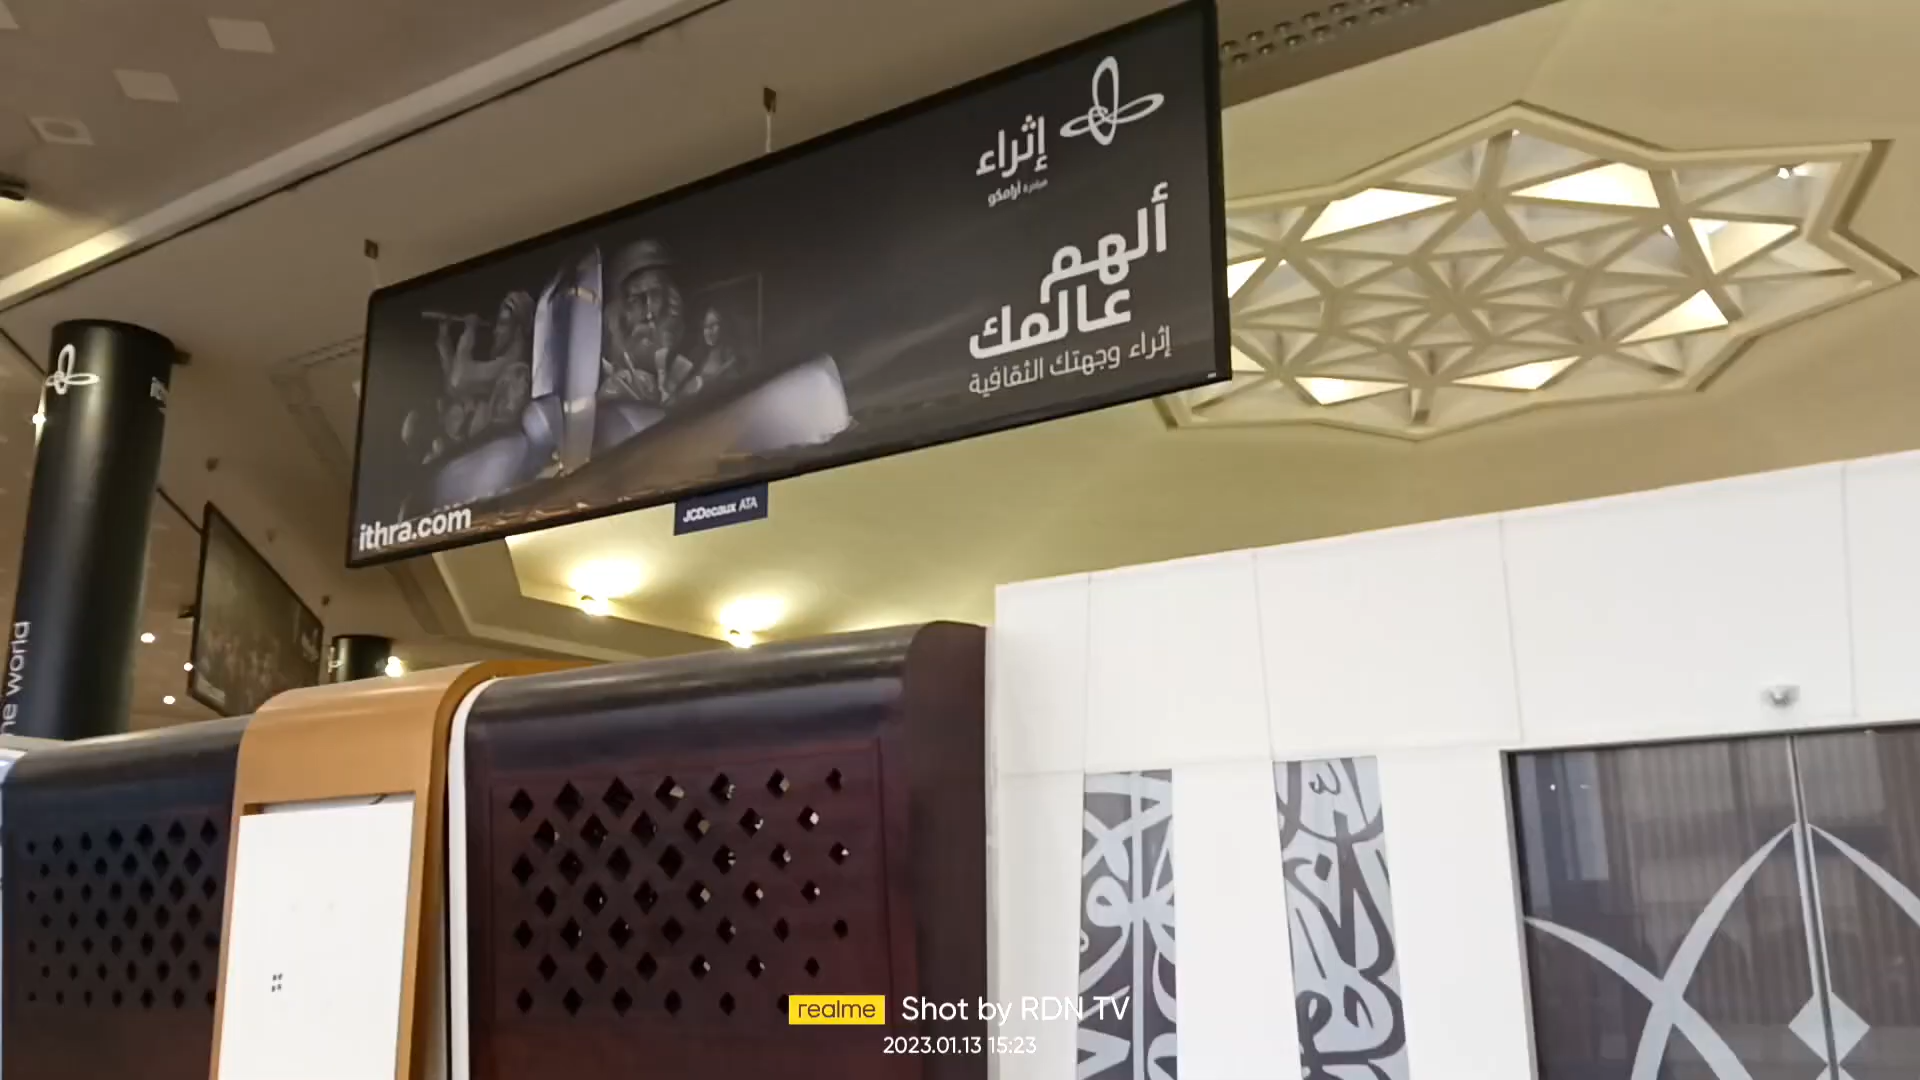 إثراء
مبادرة أرامكو
ألهم
عالمك
إثراء وجهتك الثقافية
ithra.com
JCDecaux ATA
world
realme
Shot by RDN TV
2023.01.13 15:23